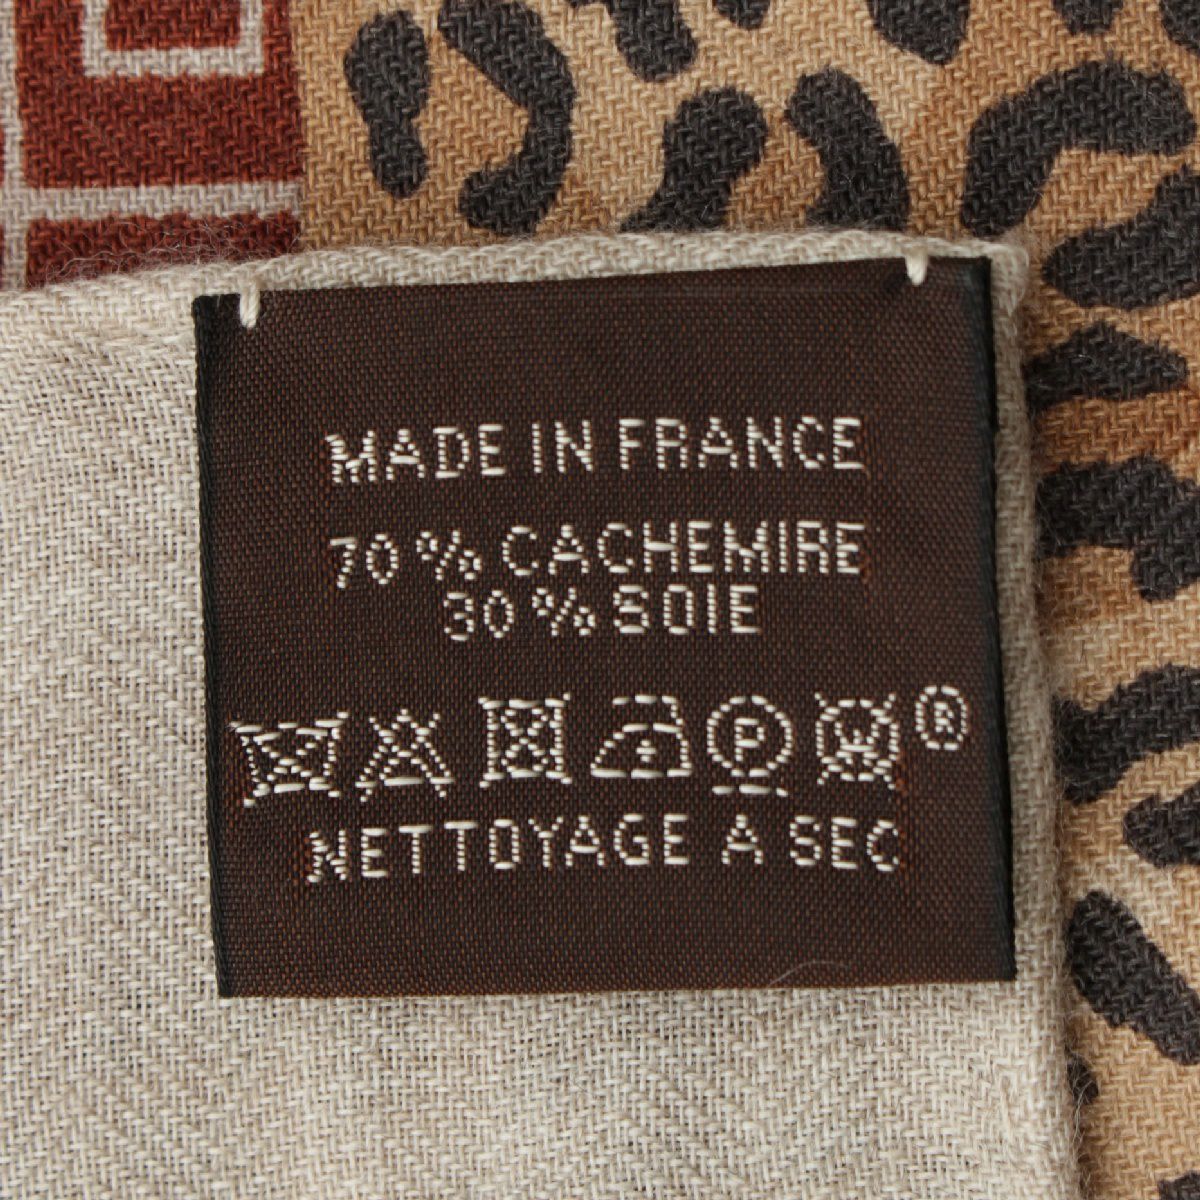 MADE IN FRANCE
70 % CACHEMIRE
30 % SOIE
P W ®
NETTOYAGE A SEC